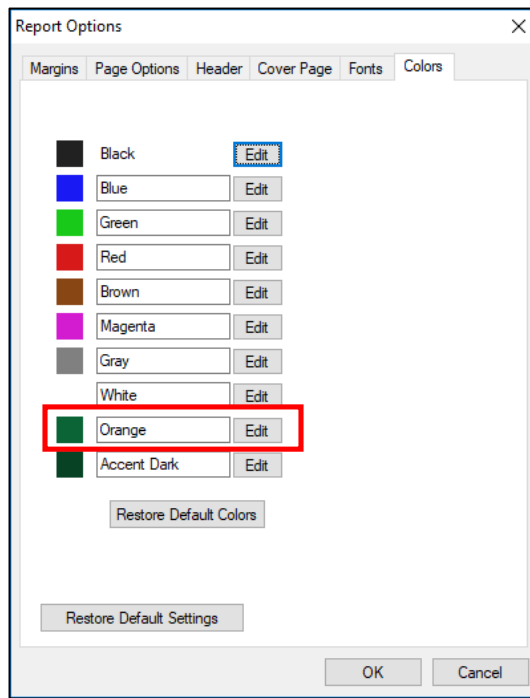 Report Options
Margins Page Options Header Cover Page Fonts Colors
Black Edit
Blue Edit
Green Edit
Red Edit
Brown Edit
Magenta Edit
Gray Edit
White Edit
Orange Edit
Accent Dark Edit
Restore Default Colors
Restore Default Settings
OK Cancel